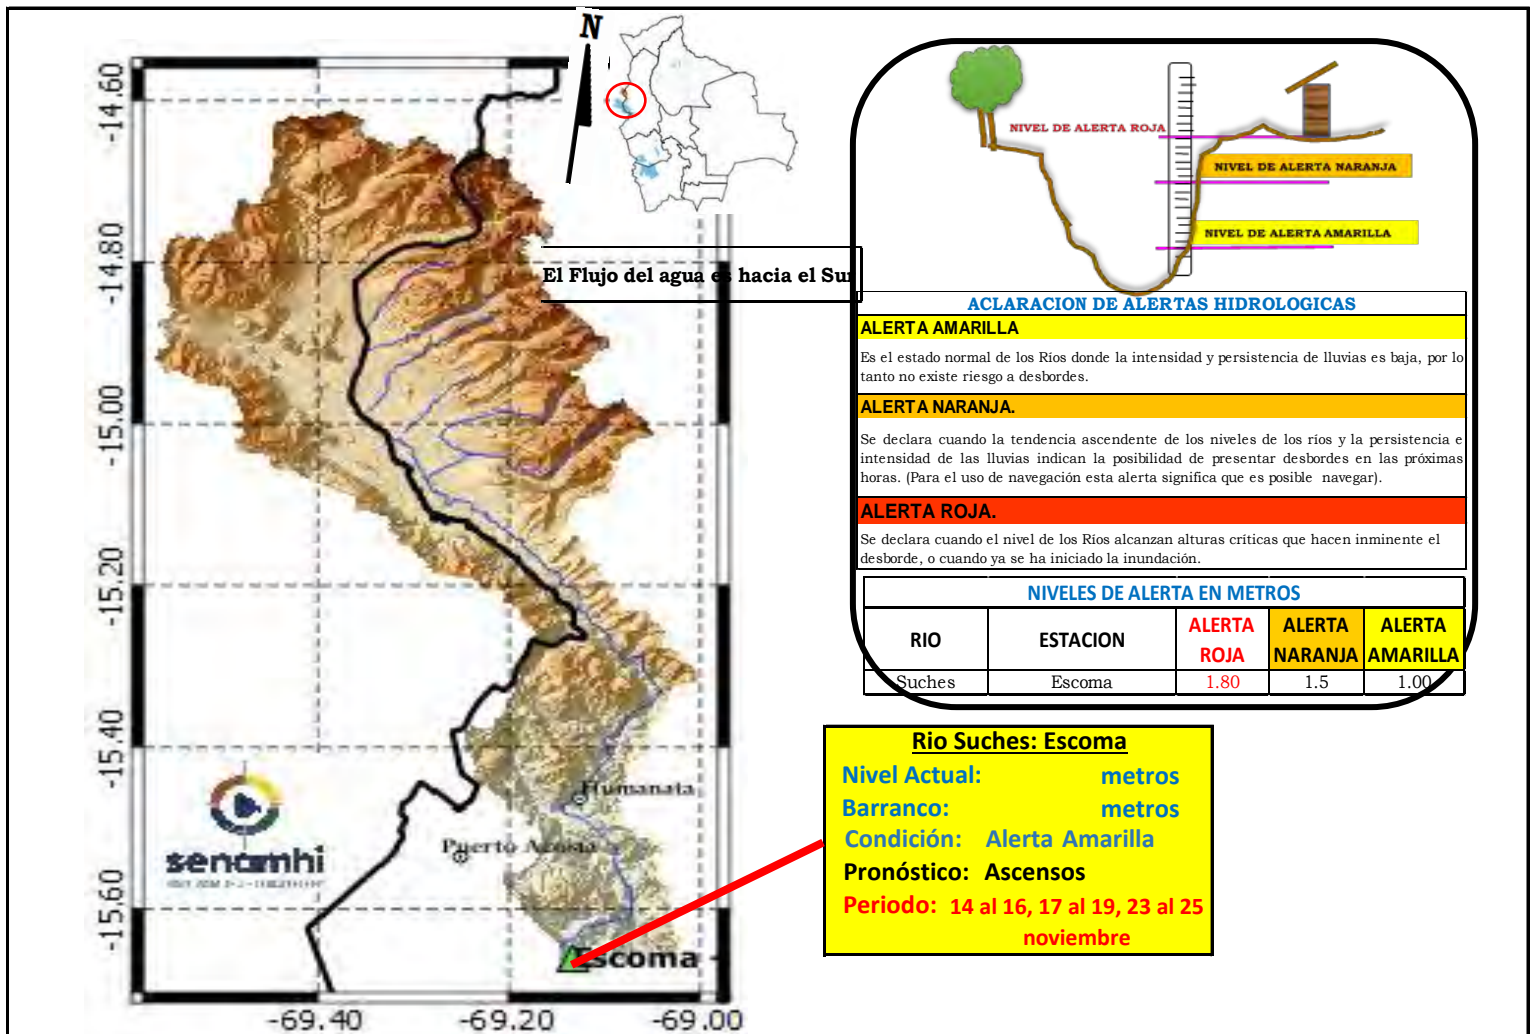 N
-14.60
-14.80
-15.00
-15.20
-15.40
-15.60
-69.40
-69.20
-69.00
El Flujo del agua es hacia el Sur
Humanata
Puerto Acosta
Escoma
senamhi
NIVEL DE ALERTA ROJA
NIVEL DE ALERTA NARANJA
NIVEL DE ALERTA AMARILLA
ACLARACION DE ALERTAS HIDROLOGICAS
ALERTA AMARILLA
Es el estado normal de los Rios donde la intensidad y persistencia de lluvias es baja, por lo
tanto no existe riesgo a desbordes.
ALERTA NARANJA.
Se declara cuando la tendencia ascendente de los niveles de los ríos y la persistencia e
intensidad de las lluvias indican la posibilidad de presentar desbordes en las próximas
horas. (Para el uso de navegación esta alerta significa que es posible navegar).
ALERTA ROJA.
Se declara cuando el nivel de los Ríos alcanzan alturas críticas que hacen inminente el
desborde, o cuando ya se ha iniciado la inundación.
NIVELES DE ALERTA EN METROS
RIO ESTACION ALERTA ROJA ALERTA NARANJA ALERTA AMARILLA
Suches Escoma 1.80 1.5 1.00
Rio Suches: Escoma
Nivel Actual: metros
Barranco: metros
Condición: Alerta Amarilla
Pronóstico: Ascensos
Periodo: 14 al 16, 17 al 19, 23 al 25
noviembre